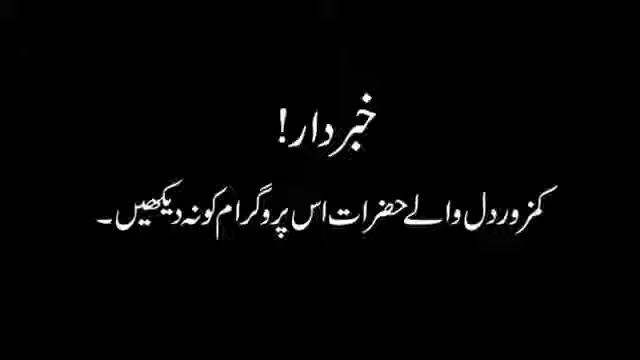 خبردار!
کمزور دل والے حضرات اس پروگرام کو نہ دیکھیں۔